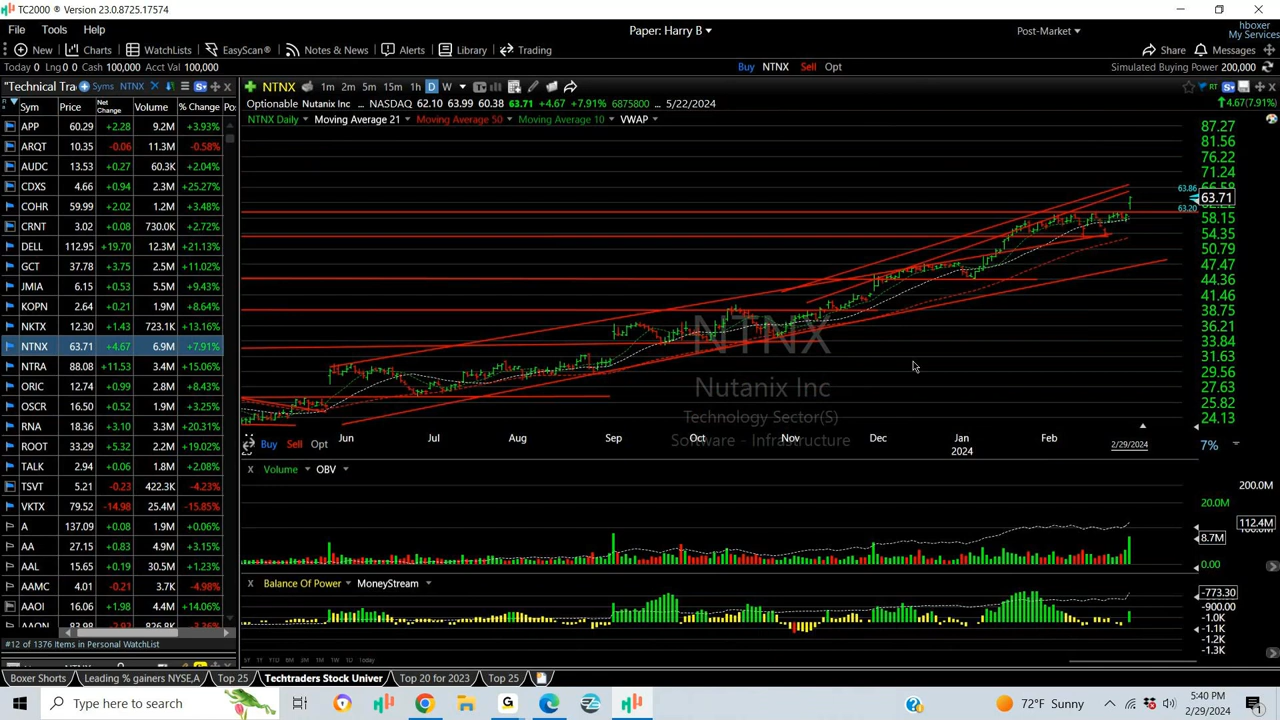 TC2000 ® Version 23.0.8725.17574
File Tools Help Paper: Harry B hboxer
Post-Market My Services
New Charts WatchLists EasyScan® Notes & News Alerts Library Trading Share Messages
Today 0 Lng 0 0 Cash 100,000 Acct Val 100,000 Buy NTNX Sell Opt Simulated Buying Power 200,000
"Technical Tra Syms NTNX NTNX 1m 2m 5m 15m 1h D W RT
Sym Price Net Change Volume % Change Po
Optionable Nutanix Inc ... NASDAQ 62.10 63.99 60.38 63.71 +4.67 +7.91% 6875800 ... 5/22/2024 4.67(7.91%)
NTNX Daily Moving Average 21 Moving Average 50 Moving Average 10 VWAP
APP 60.29 +2.28 9.2M +3.93%
ARQT 10.35 -0.06 11.3M -0.58%
AUDC 13.53 +0.27 60.3K +2.04%
CDXS 4.66 +0.94 2.3M +25.27%
COHR 59.99 +2.02 1.2M +3.48%
CRNT 3.02 +0.08 730.0K +2.72%
DELL 112.95 +19.70 12.3M +21.13%
GCT 37.78 +3.75 2.5M +11.02%
JMIA 6.15 +0.53 5.5M +9.43%
KOPN 2.64 +0.21 1.9M +8.64%
NKTX 12.30 +1.43 723.1K +13.16%
NTNX 63.71 +4.67 6.9M +7.91%
NTRA 88.08 +11.53 3.4M +15.06%
ORIC 12.74 +0.99 2.8M +8.43%
OSCR 16.50 +0.52 1.9M +3.25%
RNA 18.36 +3.10 3.3M +20.31%
ROOT 33.29 +5.32 2.2M +19.02%
TALK 2.94 +0.06 1.8M +2.08%
TSVT 5.21 -0.23 422.3K -4.23%
VKTX 79.52 -14.98 25.4M -15.85%
A 137.09 +0.08 1.9M +0.06%
AA 27.15 +0.83 4.9M +3.15%
AAL 15.65 +0.19 30.5M +1.23%
AAMC 4.01 -0.21 3.7K -4.98%
AAOI 16.06 +1.98 4.4M +14.06%
#12 of 1376 Items in Personal WatchList
87.27
81.56
76.22
71.24
66.58
63.86
63.71
63.20
58.15
54.35
50.79
47.47
44.36
41.46
38.75
36.21
33.84
31.63
29.56
27.63
25.82
24.13
NTNX
Nutanix Inc
Technology Sector(S)
Software - Infrastructure
Jun Jul Aug Sep Oct Nov Dec Jan Feb 2/29/2024
2024
Buy Sell Opt 7%
X Volume OBV
200.0M
20.0M
112.4M
8.7M
0.00
X Balance Of Power MoneyStream
-773.30
-900.00
-1.0K
-1.1K
-1.2K
-1.3K
Boxer Shorts Leading % gainers NYSE,A Top 25 Techtraders Stock Univer Top 20 for 2023 Top 25
Type here to search 72°F Sunny 5:40 PM
2/29/2024